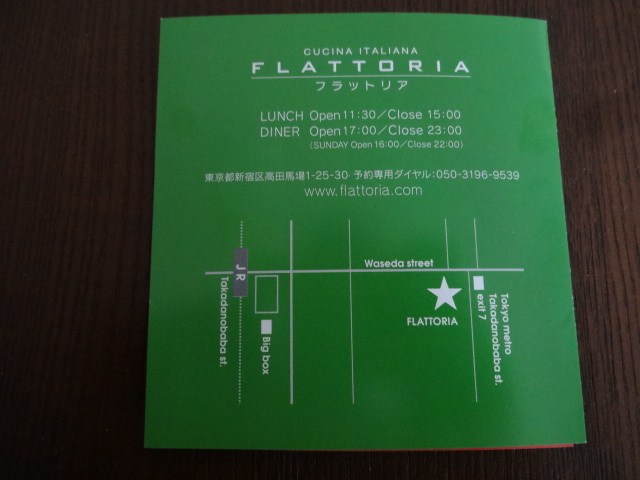 CUCINA ITALIANA
FLATTORIA
フラットリア
LUNCH Open 11:30/Close 15:00
DINER Open 17:00/Close 23:00
(SUNDAY Open 16:00/Close 22:00)
東京都新宿区高田馬場1-25-30 予約専用ダイヤル:050-3196-9539
www.flattoria.com
Waseda street
JR
Takadanobaba st.
Big box
FLATTORIA
exit 7
Tokyo metro
Takadanobaba st.